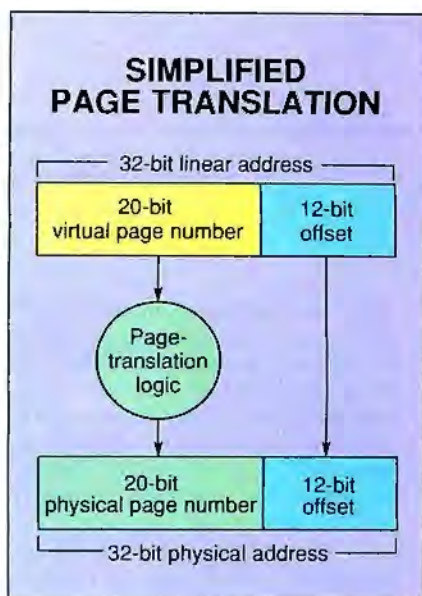 SIMPLIFIED
PAGE TRANSLATION
32-bit linear address
20-bit
virtual page number
12-bit
offset
Page-
translation
logic
20-bit
physical page number
12-bit
offset
32-bit physical address